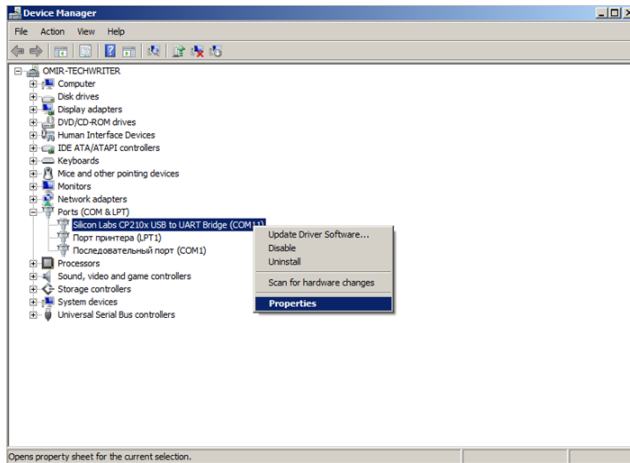 Device Manager
File Action View Help
OMIR-TECHWRITER
Computer
Disk drives
Display adapters
DVD/CD-ROM drives
Human Interface Devices
IDE ATA/ATAPI controllers
Keyboards
Mice and other pointing devices
Monitors
Network adapters
Ports (COM & LPT)
Silicon Labs CP210x USB to UART Bridge (COM11)
Порт принтера (LPT1)
Последовательный порт (COM1)
Processors
Sound, video and game controllers
Storage controllers
System devices
Universal Serial Bus controllers
Update Driver Software...
Disable
Uninstall
Scan for hardware changes
Properties
Opens property sheet for the current selection.